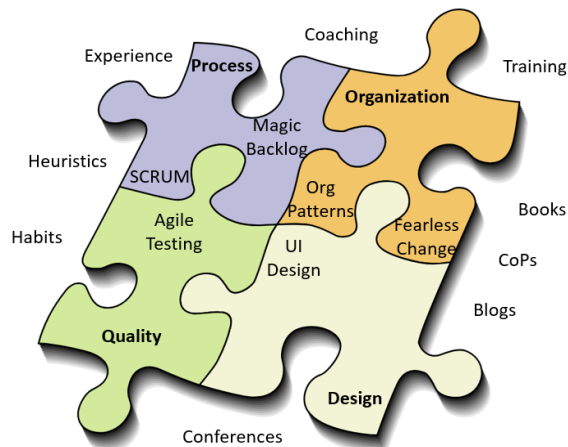 Coaching
Experience
Process
Training
Organization
Magic
Backlog
Heuristics
SCRUM
Org
Patterns
Books
Agile
Testing
Fearless
Change
Habits
UI
Design
CoPs
Blogs
Quality
Design
Conferences